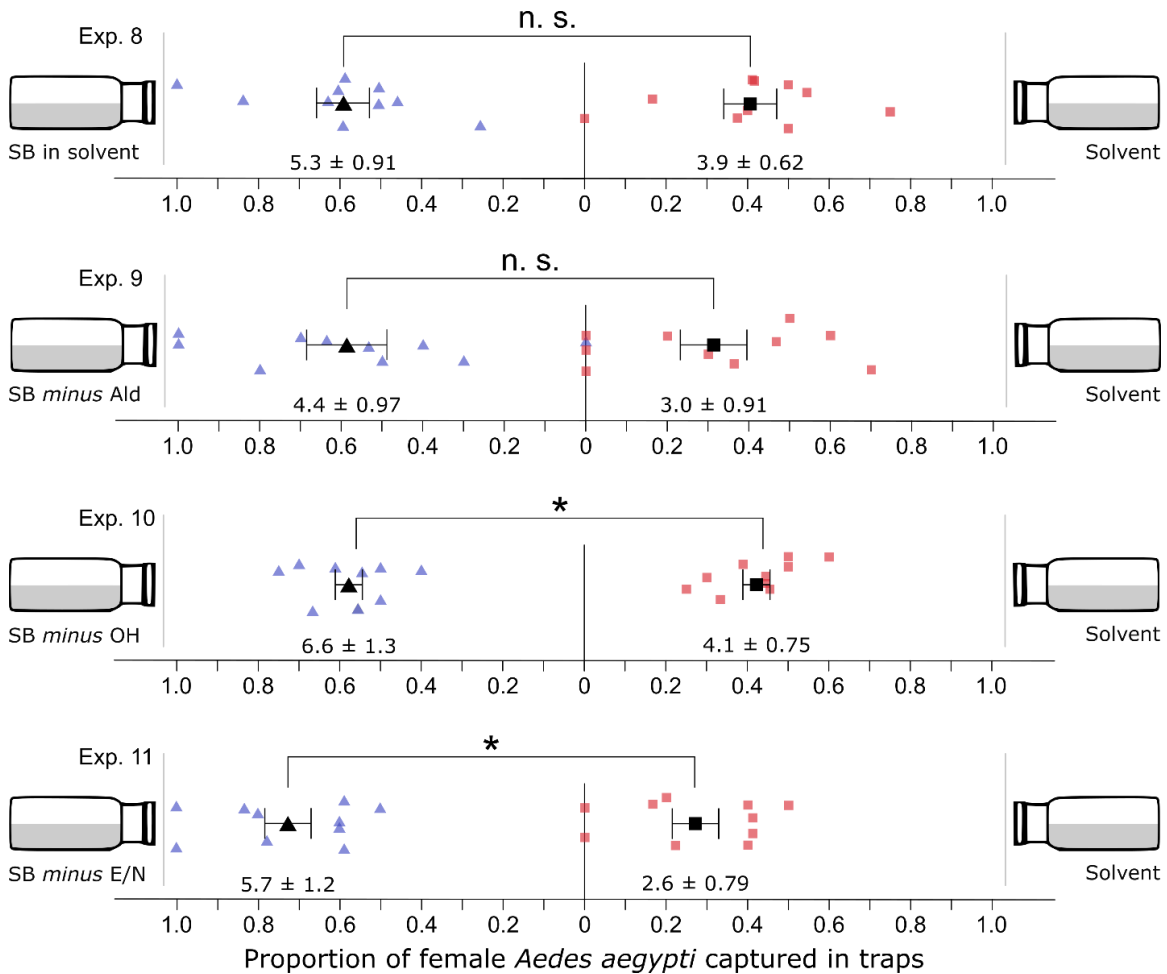 Exp. 8
n. s.
SB in solvent
Solvent
5.3 ± 0.91
3.9 ± 0.62
1.0 0.8 0.6 0.4 0.2 0 0.2 0.4 0.6 0.8 1.0
Exp. 9
n. s.
SB minus Ald
Solvent
4.4 ± 0.97
3.0 ± 0.91
1.0 0.8 0.6 0.4 0.2 0 0.2 0.4 0.6 0.8 1.0
Exp. 10
*
SB minus OH
Solvent
6.6 ± 1.3
4.1 ± 0.75
1.0 0.8 0.6 0.4 0.2 0 0.2 0.4 0.6 0.8 1.0
Exp. 11
*
SB minus E/N
Solvent
5.7 ± 1.2
2.6 ± 0.79
1.0 0.8 0.6 0.4 0.2 0 0.2 0.4 0.6 0.8 1.0
Proportion of female Aedes aegypti captured in traps